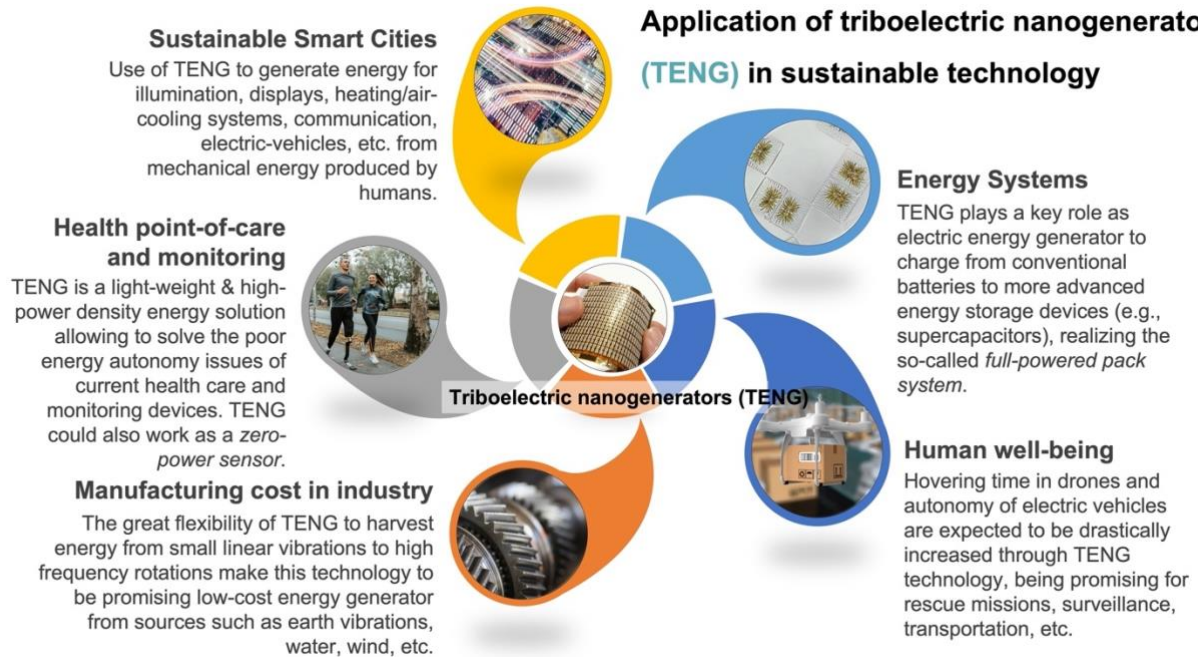 Application of triboelectric nanogenerato
(TENG) in sustainable technology
Sustainable Smart Cities
Use of TENG to generate energy for
illumination, displays, heating/air-
cooling systems, communication,
electric-vehicles, etc. from
mechanical energy produced by
humans.
Health point-of-care
and monitoring
TENG is a light-weight & high-
power density energy solution
allowing to solve the poor
energy autonomy issues of
current health care and
monitoring devices. TENG
could also work as a zero-
power sensor.
Manufacturing cost in industry
The great flexibility of TENG to harvest
energy from small linear vibrations to high
frequency rotations make this technology to
be promising low-cost energy generator
from sources such as earth vibrations,
water, wind, etc.
Triboelectric nanogenerators (TENG)
Energy Systems
TENG plays a key role as
electric energy generator to
charge from conventional
batteries to more advanced
energy storage devices (e.g.,
supercapacitors), realizing the
so-called full-powered pack
system.
Human well-being
Hovering time in drones and
autonomy of electric vehicles
are expected to be drastically
increased through TENG
technology, being promising for
rescue missions, surveillance,
transportation, etc.